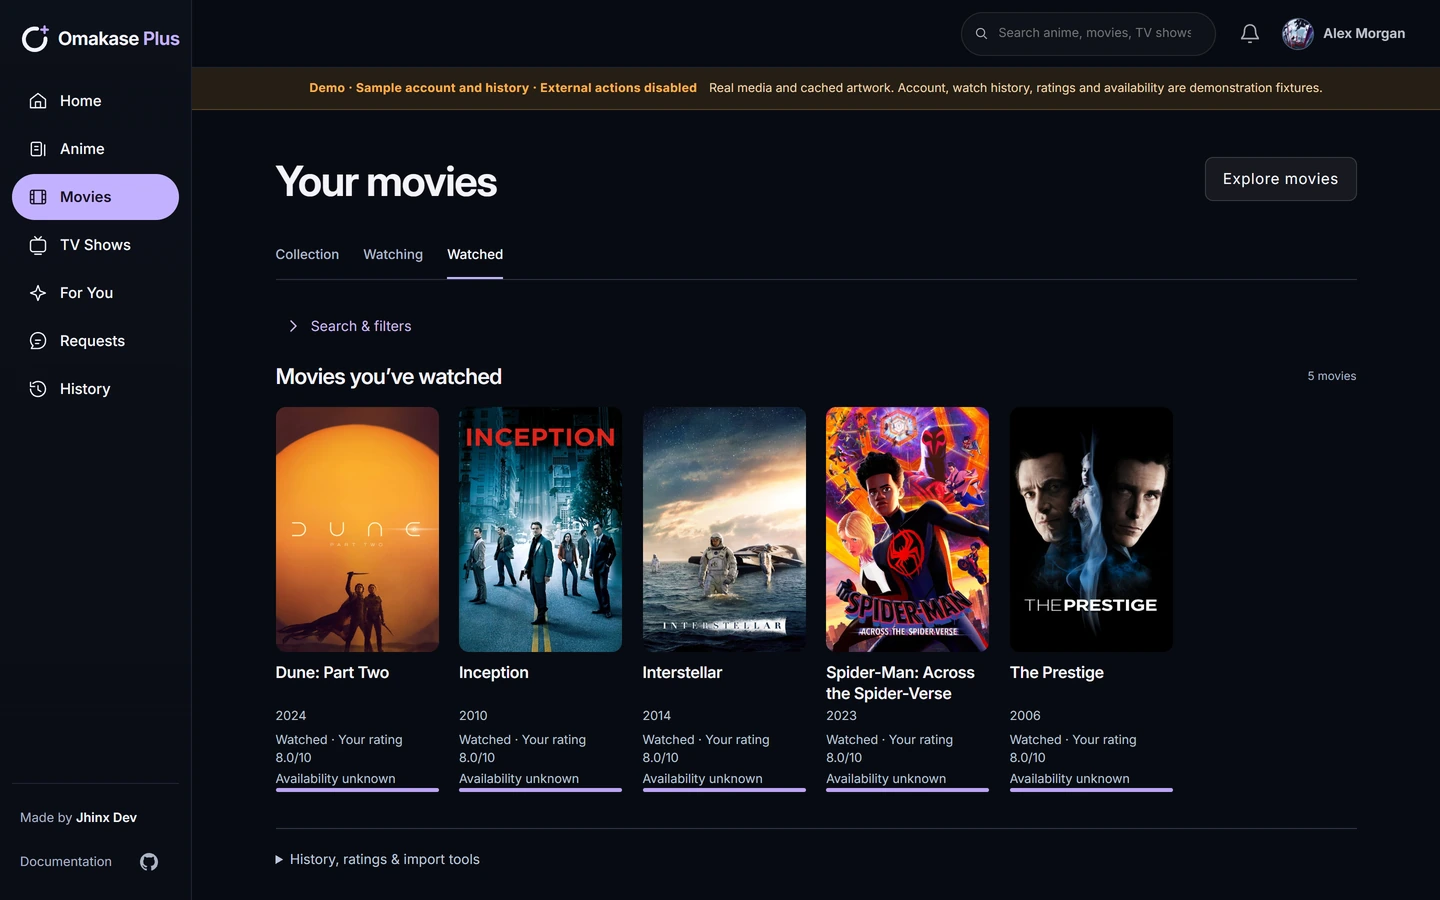 Omakase Plus
Search anime, movies, TV shows
Alex Morgan
Demo · Sample account and history · External actions disabled Real media and cached artwork. Account, watch history, ratings and availability are demonstration fixtures.
Home
Anime
Movies
TV Shows
For You
Requests
History
Made by Jhinx Dev
Documentation
Your movies
Explore movies
Collection Watching Watched
Search & filters
Movies you’ve watched
5 movies
DUNE
PART TWO
INCEPTION
INTERSTELLAR
SPIDER-MAN
ACROSS THE SPIDER-VERSE
THE PRESTIGE
Dune: Part Two
2024
Watched · Your rating
8.0/10
Availability unknown
Inception
2010
Watched · Your rating
8.0/10
Availability unknown
Interstellar
2014
Watched · Your rating
8.0/10
Availability unknown
Spider-Man: Across
the Spider-Verse
2023
Watched · Your rating
8.0/10
Availability unknown
The Prestige
2006
Watched · Your rating
8.0/10
Availability unknown
History, ratings & import tools